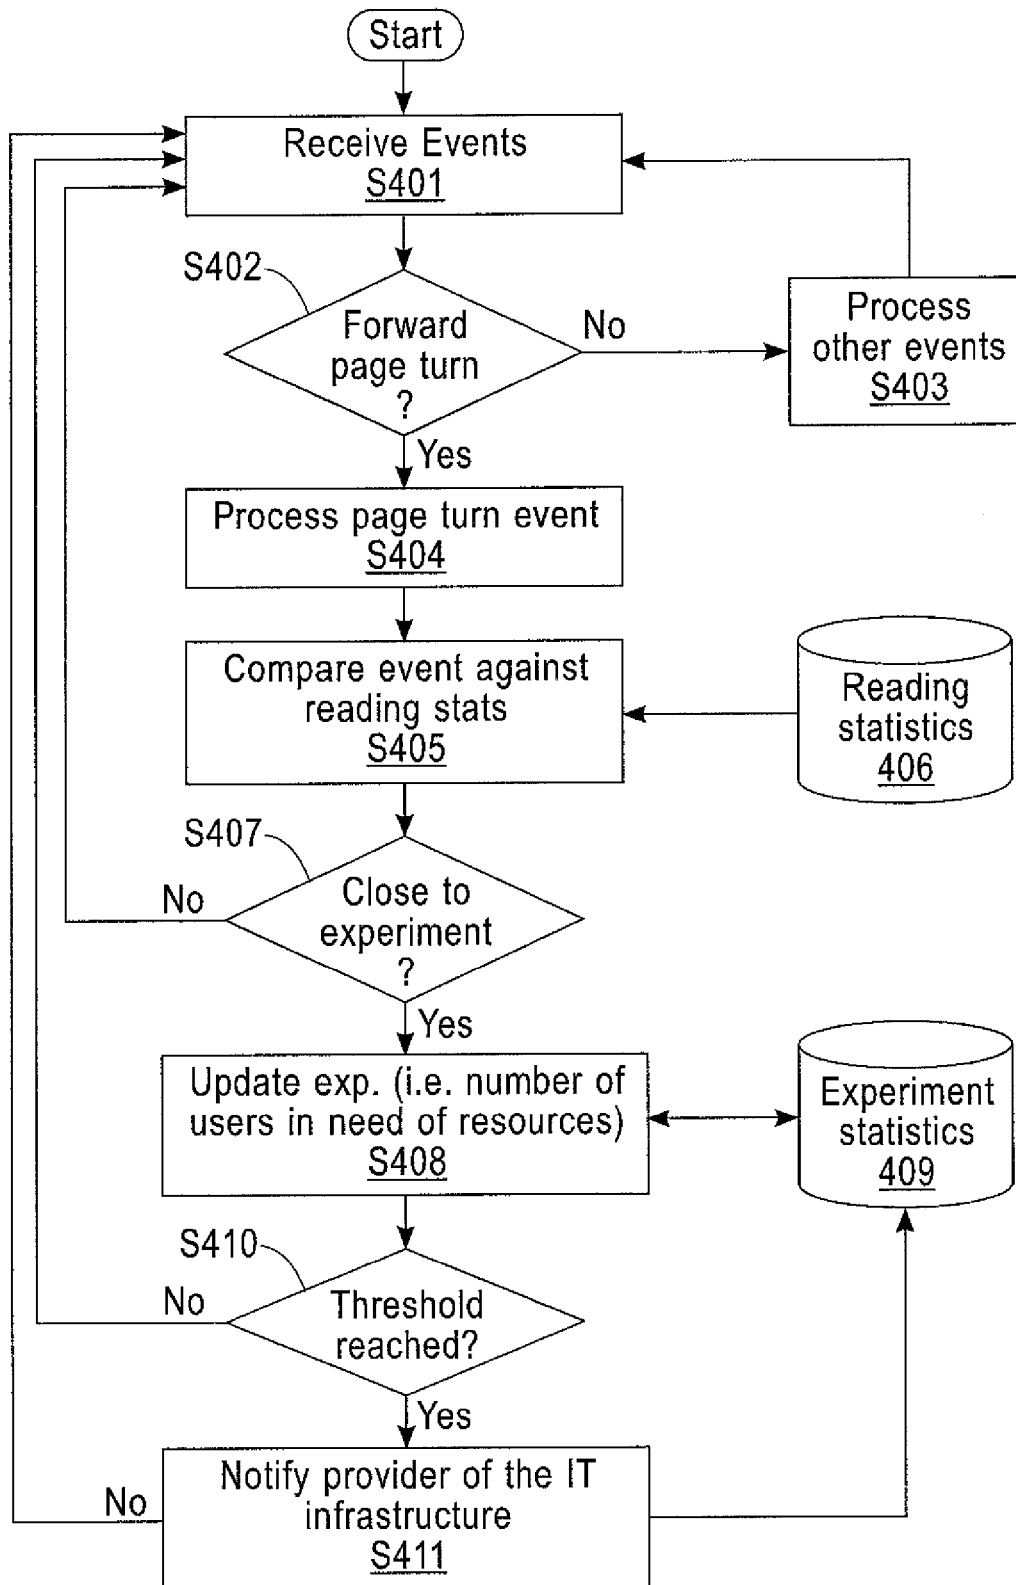 Start
Receive Events
S401
S402
Forward
page turn
?
No
Process
other events
S403
Yes
Process page turn event
S404
Compare event against
reading stats
S405
Reading
statistics
406
S407
Close to
experiment
?
No
Yes
Update exp. (i.e. number of
users in need of resources)
S408
Experiment
statistics
409
S410
Threshold
reached?
No
Yes
Notify provider of the IT
infrastructure
S411
No